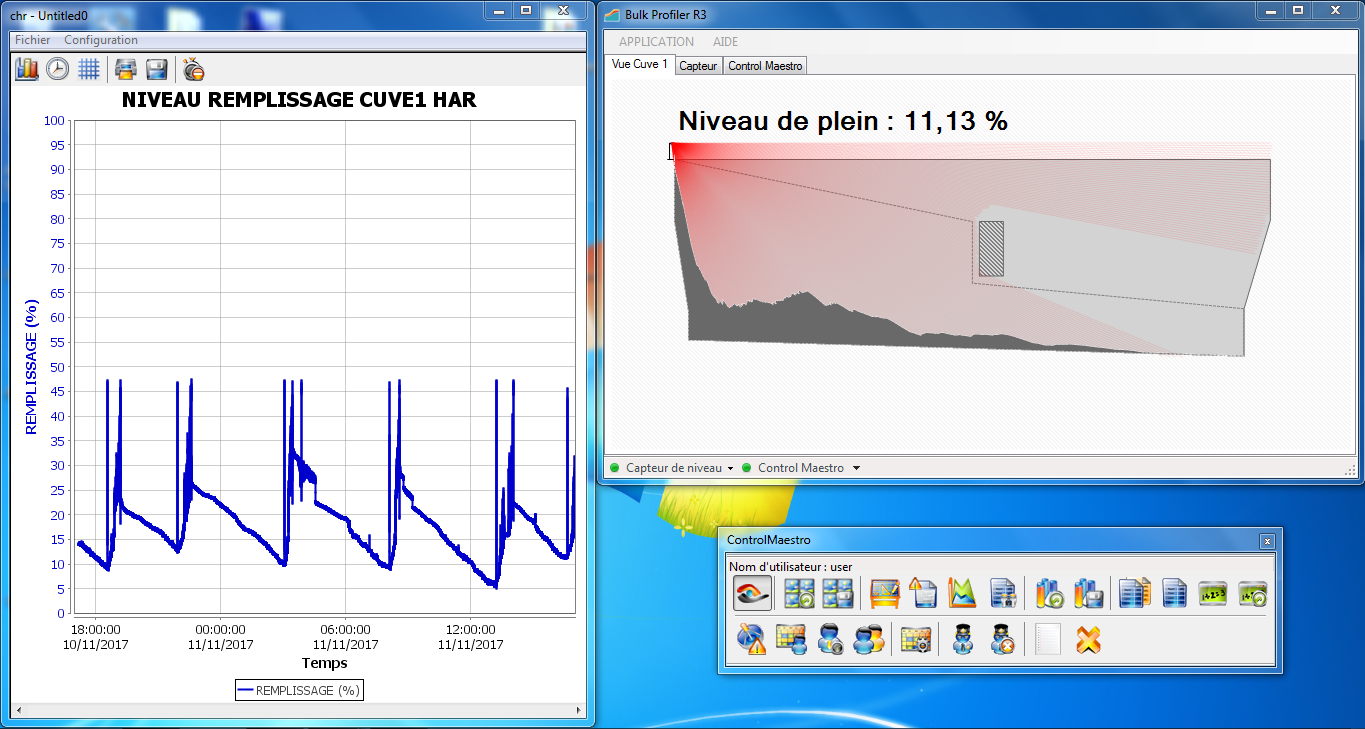 chr - Untitled0
Fichier Configuration
NIVEAU REMPLISSAGE CUVE1 HAR
100
95
90
85
80
75
70
65
60
55
50
45
40
35
30
25
20
15
10
5
0
REMPLISSAGE (%)
18:00:00 00:00:00 06:00:00 12:00:00
10/11/2017 11/11/2017 11/11/2017 11/11/2017
Temps
REMPLISSAGE (%)
Bulk Profiler R3
APPLICATION AIDE
Vue Cuve 1 Capteur Control Maestro
Niveau de plein : 11,13 %
Capteur de niveau Control Maestro
ControlMaestro
Nom d'utilisateur : user